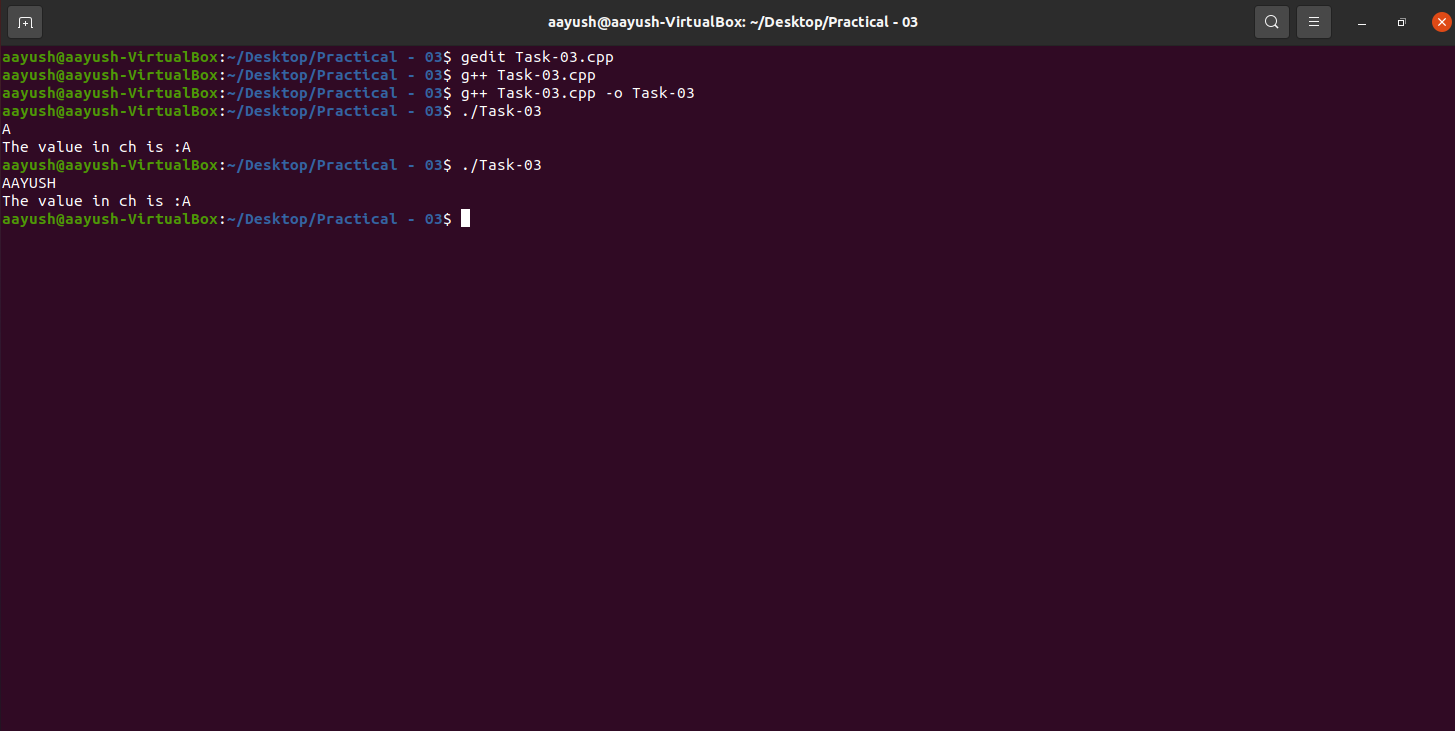 aayush@aayush-VirtualBox: ~/Desktop/Practical - 03
aayush@aayush-VirtualBox:~/Desktop/Practical - 03$ gedit Task-03.cpp
aayush@aayush-VirtualBox:~/Desktop/Practical - 03$ g++ Task-03.cpp
aayush@aayush-VirtualBox:~/Desktop/Practical - 03$ g++ Task-03.cpp -o Task-03
aayush@aayush-VirtualBox:~/Desktop/Practical - 03$ ./Task-03
A
The value in ch is :A
aayush@aayush-VirtualBox:~/Desktop/Practical - 03$ ./Task-03
AAYUSH
The value in ch is :A
aayush@aayush-VirtualBox:~/Desktop/Practical - 03$